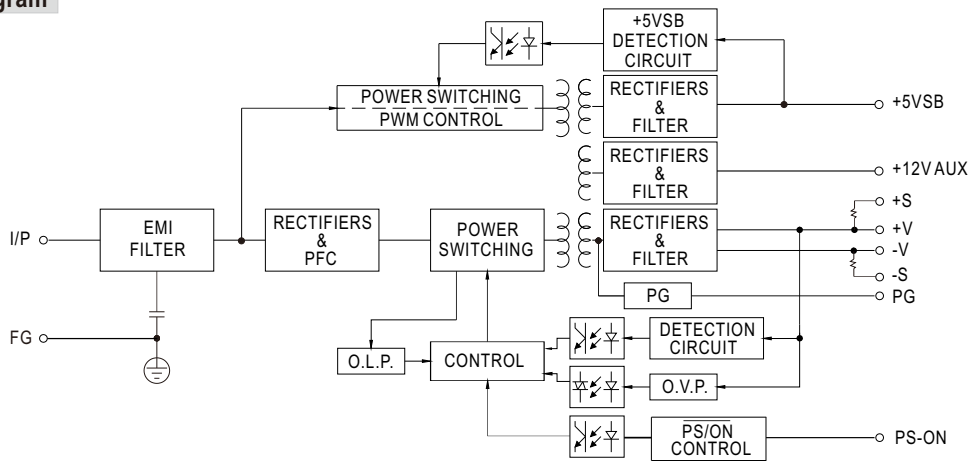 gram
+5VSB
DETECTION
CIRCUIT
POWER SWITCHING
PWM CONTROL
RECTIFIERS
&
FILTER
+5VSB
RECTIFIERS
&
FILTER
+12V AUX
I/P
EMI
FILTER
RECTIFIERS
&
PFC
POWER
SWITCHING
RECTIFIERS
&
FILTER
+S
+V
-V
-S
PG
PG
FG
O.L.P.
CONTROL
DETECTION
CIRCUIT
O.V.P.
PS/ON
CONTROL
PS-ON